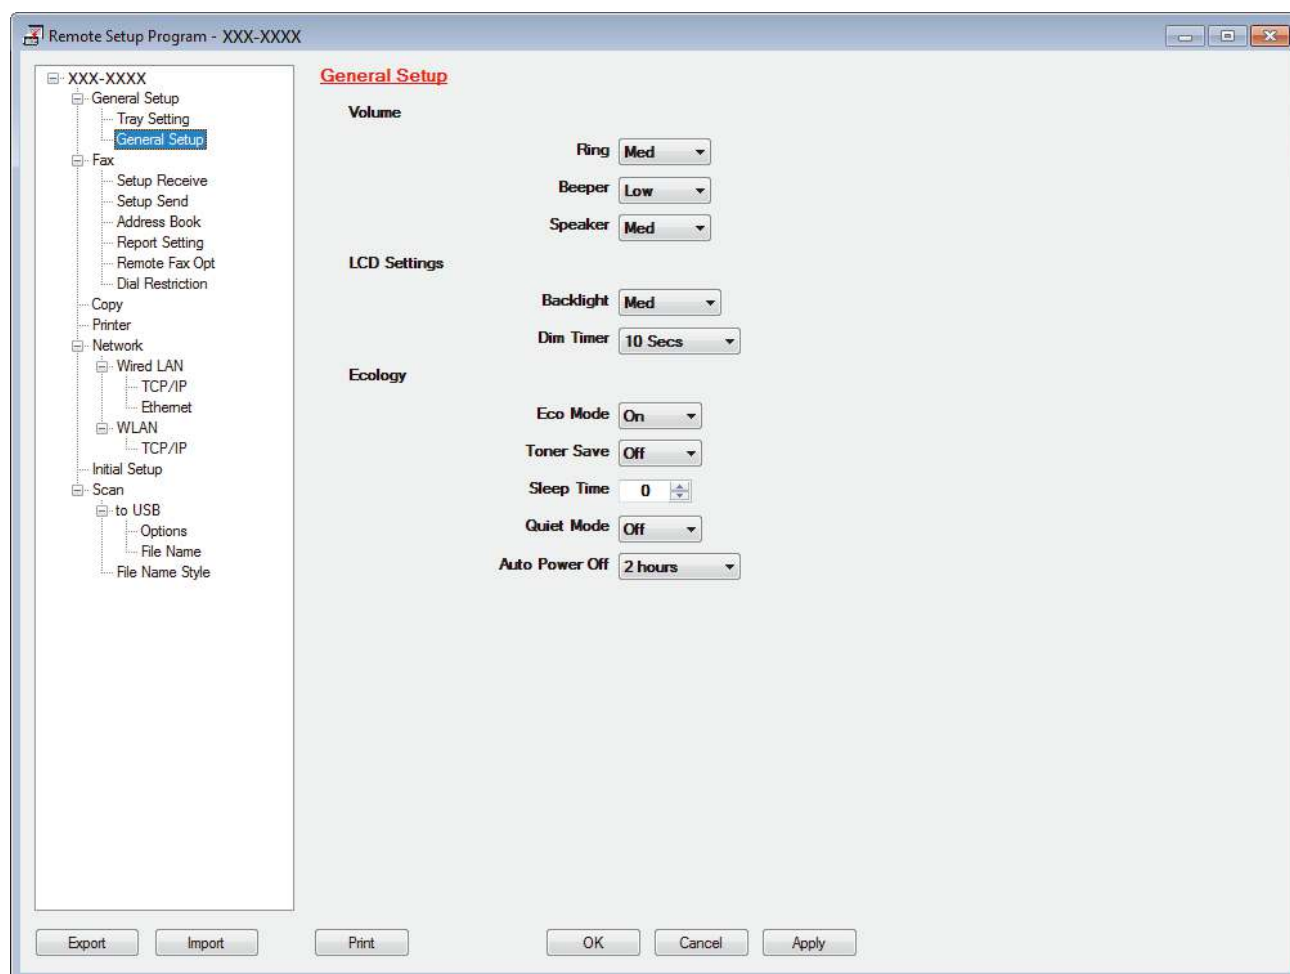 Remote Setup Program - XXX-XXXX
XXX-XXXX
General Setup
Tray Setting
General Setup
Fax
Setup Receive
Setup Send
Address Book
Report Setting
Remote Fax Opt
Dial Restriction
Copy
Printer
Network
Wired LAN
TCP/IP
Ethernet
WLAN
TCP/IP
Initial Setup
Scan
to USB
Options
File Name
File Name Style
General Setup
Volume
Ring Med
Beeper Low
Speaker Med
LCD Settings
Backlight Med
Dim Timer 10 Secs
Ecology
Eco Mode On
Toner Save Off
Sleep Time 0
Quiet Mode Off
Auto Power Off 2 hours
Export Import Print OK Cancel Apply